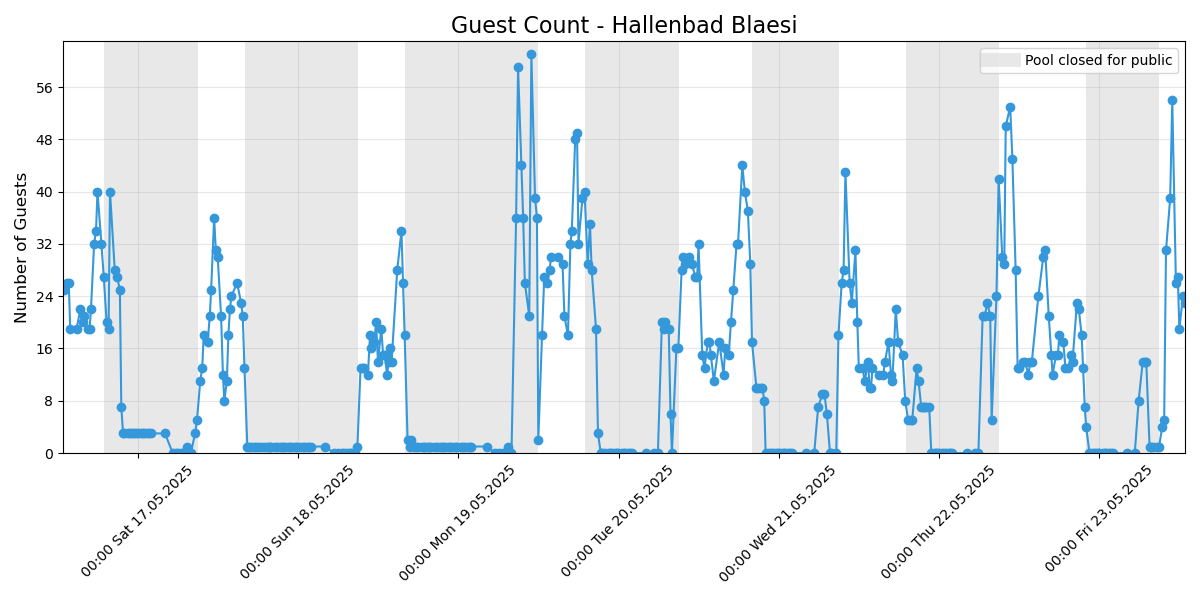 Guest Count - Hallenbad Blaesi
Pool closed for public
Number of Guests
56
48
40
32
24
16
8
0
00:00 Sat 17.05.2025
00:00 Sun 18.05.2025
00:00 Mon 19.05.2025
00:00 Tue 20.05.2025
00:00 Wed 21.05.2025
00:00 Thu 22.05.2025
00:00 Fri 23.05.2025